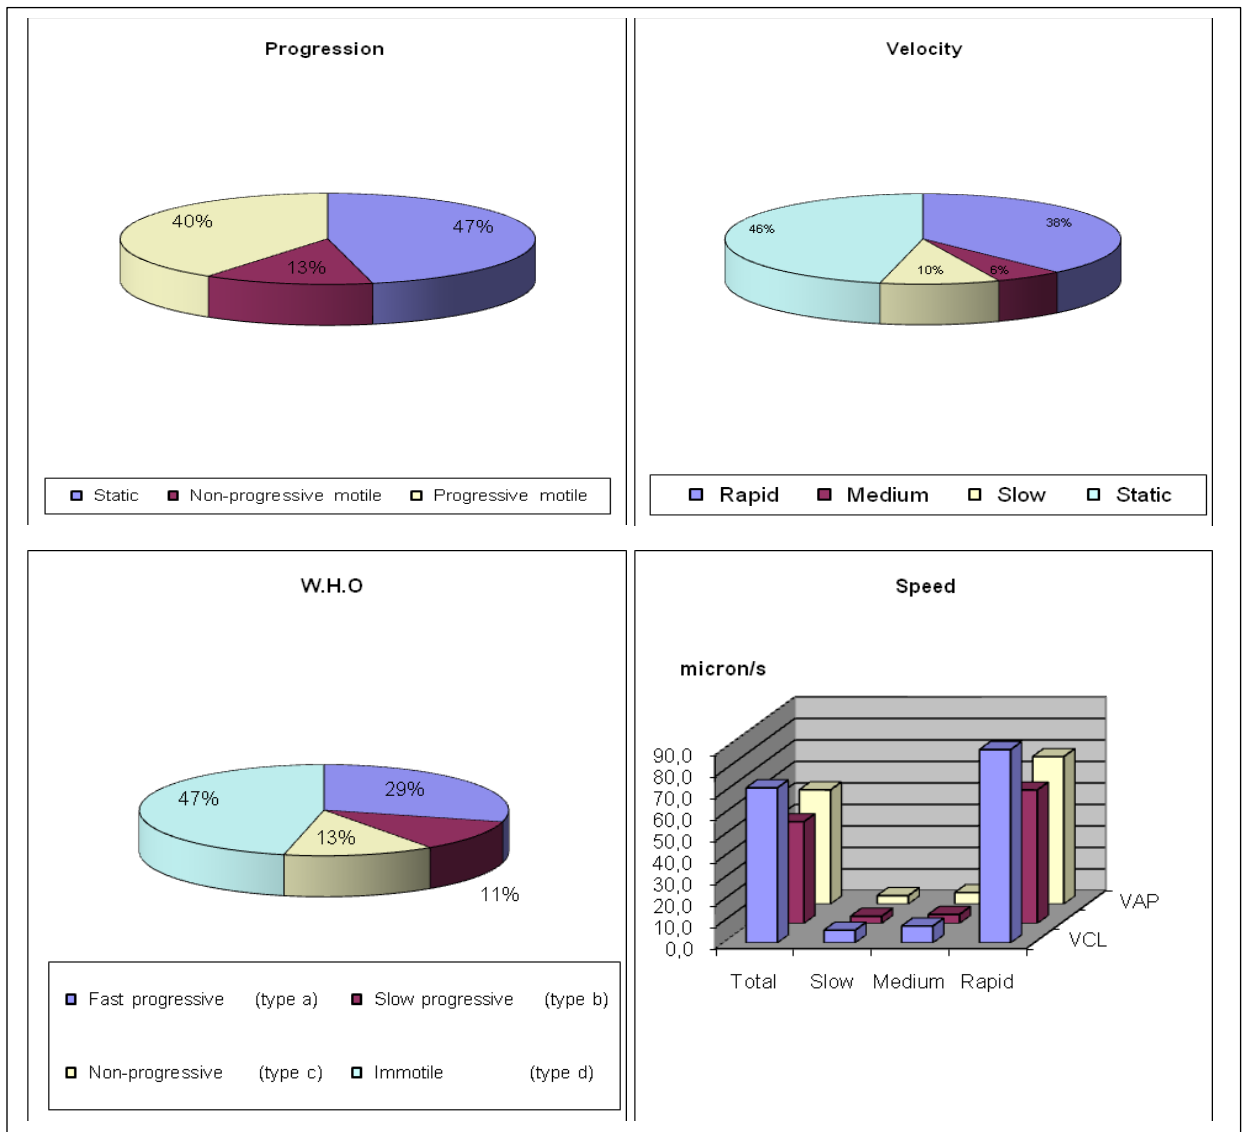 Progression
40%
47%
13%
Static Non-progressive motile Progressive motile
Velocity
46%
38%
10%
6%
Rapid Medium Slow Static
W.H.O
47%
29%
13%
11%
Fast progressive (type a) Slow progressive (type b)
Non-progressive (type c) Immotile (type d)
Speed
micron/s
90,0
80,0
70,0
60,0
50,0
40,0
30,0
20,0
10,0
0,0
VAP
VCL
Total Slow Medium Rapid